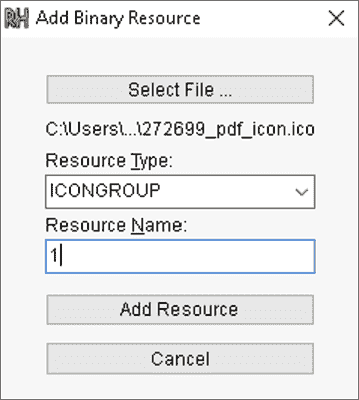 RH Add Binary Resource
Select File ...
C:\Users\...\272699_pdf_icon.ico
Resource Type:
ICONGROUP
Resource Name:
1
Add Resource
Cancel